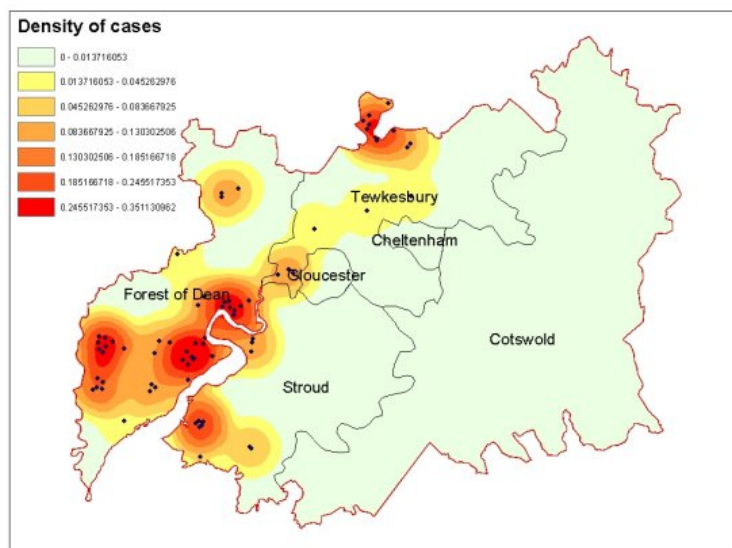 Density of cases
0 - 0.013716053
0.013716053 - 0.045262976
0.045262976 - 0.083667925
0.083667925 - 0.130302506
0.130302506 - 0.185166718
0.185166718 - 0.245517353
0.245517353 - 0.351130962
Tewkesbury
Cheltenham
Gloucester
Forest of Dean
Cotswold
Stroud